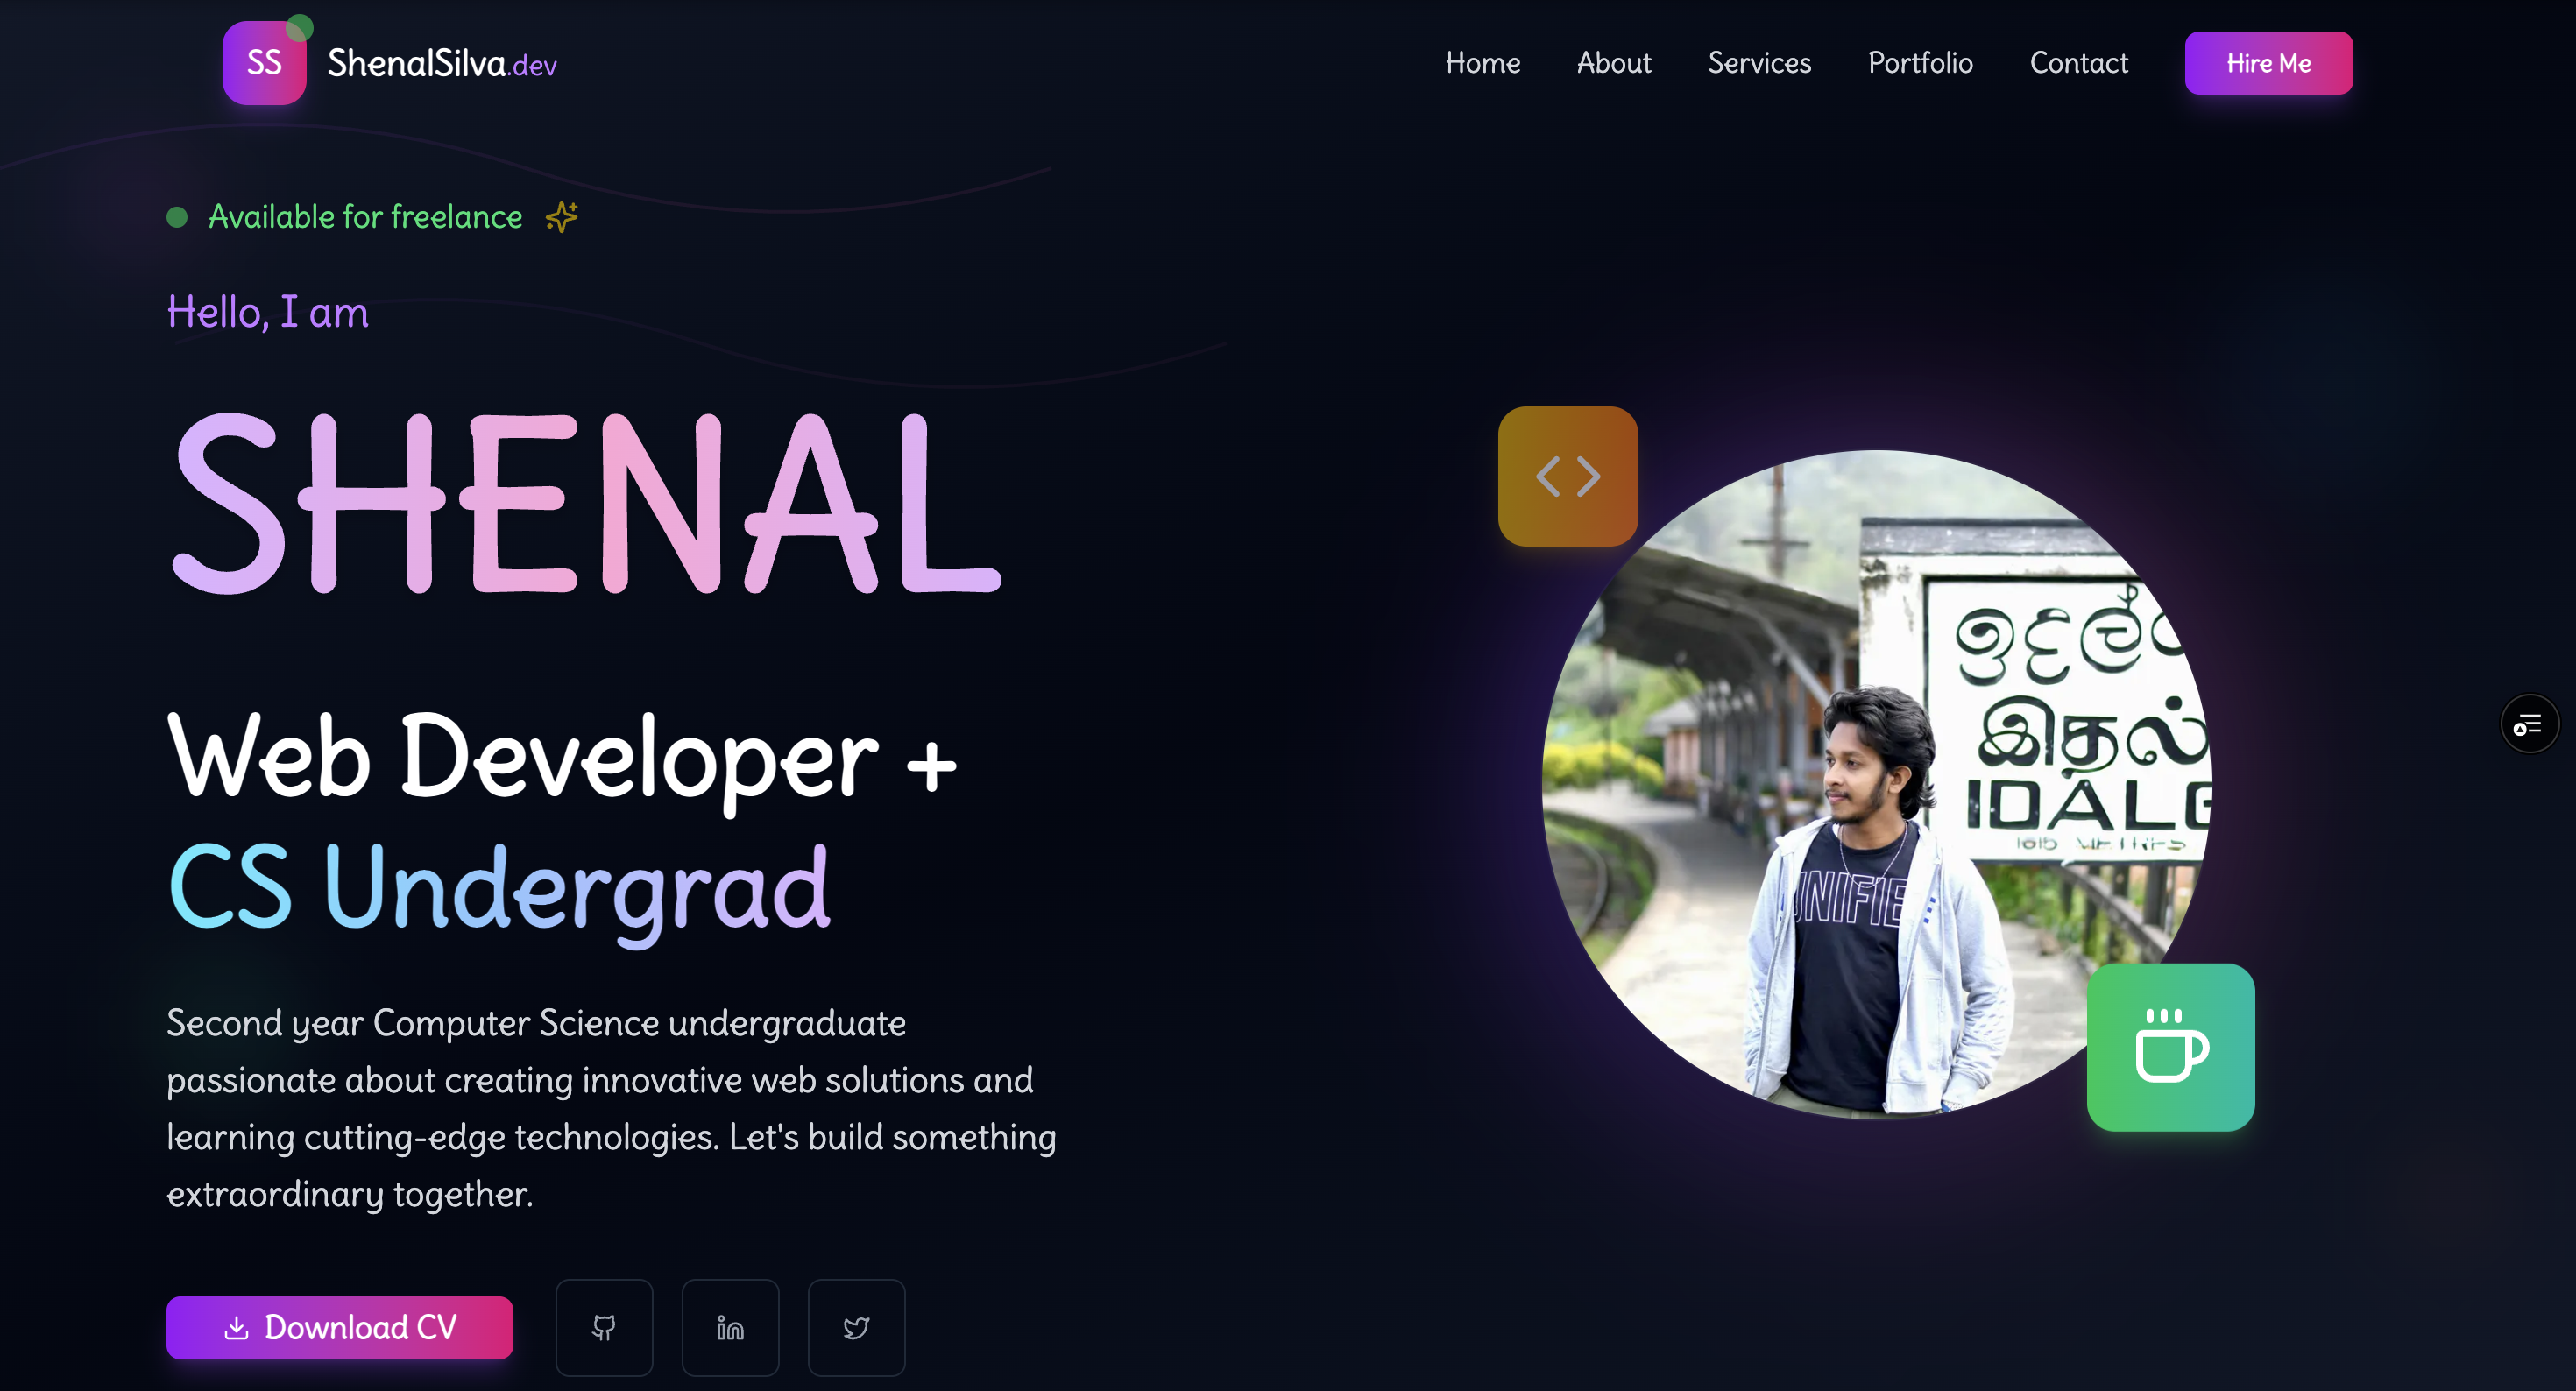 SS
ShenalSilva.dev
Home
About
Services
Portfolio
Contact
Hire Me
Available for freelance
Hello, I am
SHENAL
Web Developer +
CS Undergrad
Second year Computer Science undergraduate
passionate about creating innovative web solutions and
learning cutting-edge technologies. Let's build something
extraordinary together.
Download CV
ඉදල්
இதல்
IDALG
UNIFIE